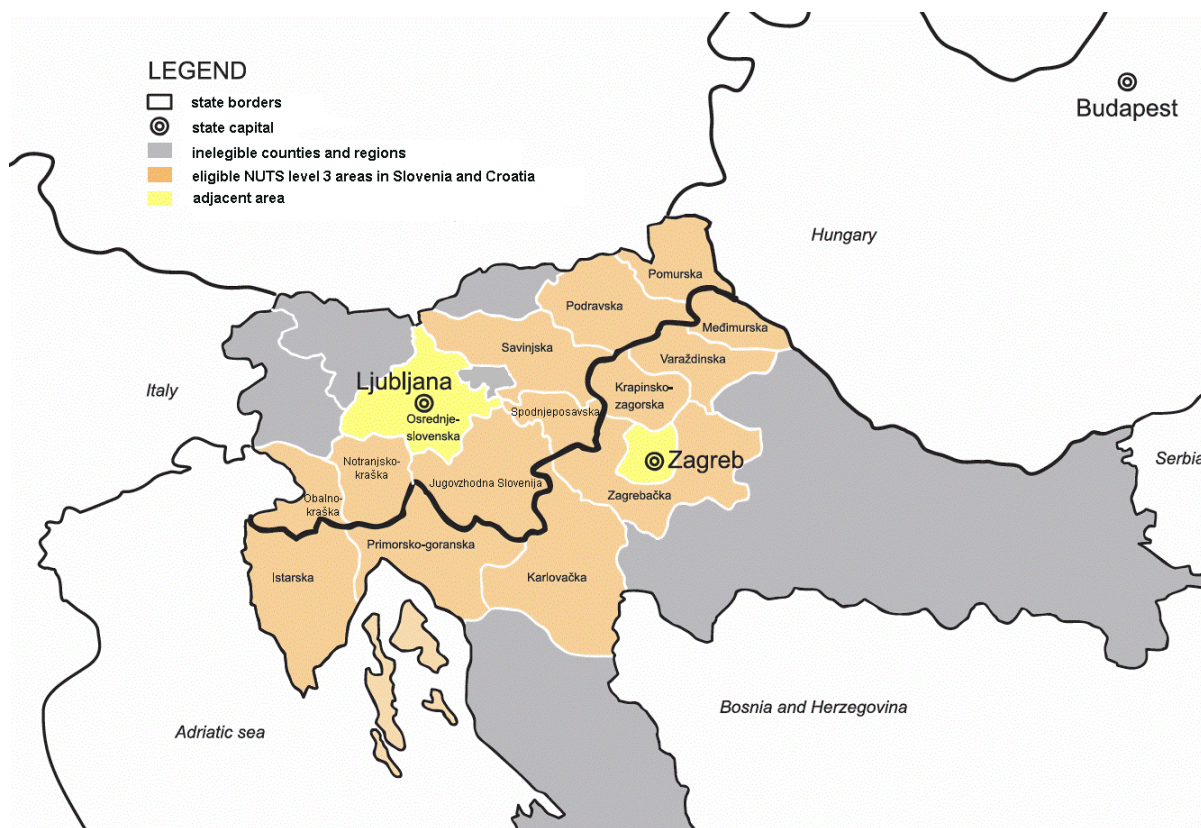 LEGEND
state borders
state capital
inelegible counties and regions
eligible NUTS level 3 areas in Slovenia and Croatia
adjacent area
Budapest
Hungary
Pomurska
Podravska
Međimurska
Savinjska
Varaždinska
Italy
Ljubljana
Krapinsko-
zagorska
Spodnjeposavska
Osrednje-
slovenska
Zagreb
Serbia
Notranjsko-
kraška
Jugovzhodna Slovenija
Obalno-
kraška
Zagrebačka
Primorsko-goranska
Istarska
Karlovačka
Bosnia and Herzegovina
Adriatic sea